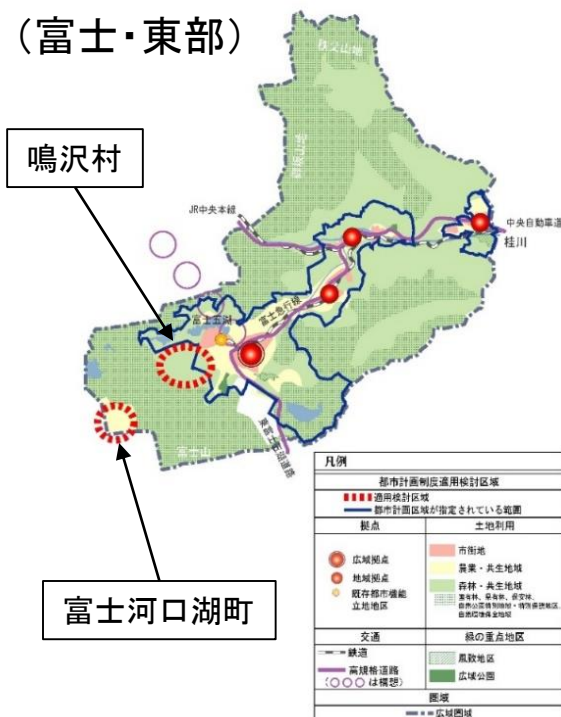 （富士・東部）
秩父山地
鳴沢村
JR中央本線
中央自動車道
桂川
富士急行線
富士五湖
東富士五湖道路
富士山
富士河口湖町
凡例
都市計画制度適用検討区域
適用検討区域
都市計画区域が指定されている範囲
拠点
土地利用
広域拠点
地域拠点
既存都市機能
立地地区
市街地
農業・共生地域
森林・共生地域
交通
緑の重点地区
鉄道
高規格道路
（○○○は構想）
風致地区
広域公園
圏域
広域圏域